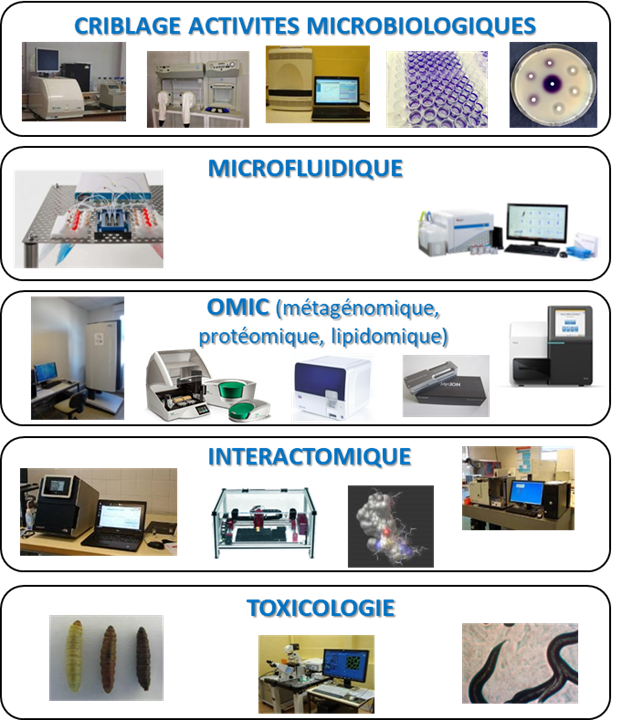 CRIBLAGE ACTIVITES MICROBIOLOGIQUES
MICROFLUIDIQUE
OMIC (métagénomique,
protéomique, lipidomique)
MinION
INTERACTOMIQUE
TOXICOLOGIE